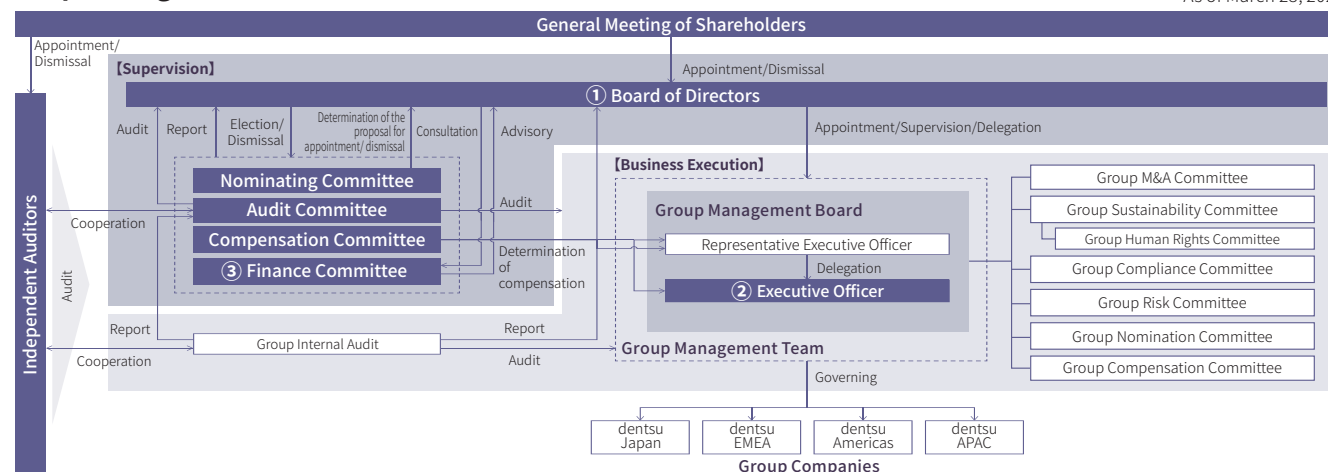 As of March 28,
General Meeting of Shareholders
Appointment/
Dismissal
【Supervision】
Appointment/Dismissal
① Board of Directors
Audit
Report
Election/
Dismissal
Determination of the
proposal for
appointment/ dismissal
Consultation
Advisory
Appointment/Supervision/Delegation
【Business Execution】
Nominating Committee
Audit Committee
Compensation Committee
③ Finance Committee
Cooperation
Audit
Determination
of
compensation
Independent Auditors
Audit
Group Management Board
Representative Executive Officer
Delegation
② Executive Officer
Group Management Team
Group M&A Committee
Group Sustainability Committee
Group Human Rights Committee
Group Compliance Committee
Group Risk Committee
Group Nomination Committee
Group Compensation Committee
Report
Cooperation
Group Internal Audit
Report
Audit
Governing
dentsu
Japan
dentsu
EMEA
dentsu
Americas
dentsu
APAC
Group Companies